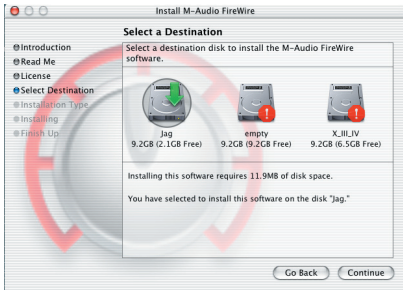 Install M-Audio FireWire
Select a Destination
Introduction
Read Me
License
Select Destination
Installation Type
Installing
Finish Up
Select a destination disk to install the M-Audio FireWire
software.
Jag
9.2GB (2.1GB Free)
empty
9.2GB (9.2GB Free)
X_III_IV
9.2GB (6.5GB Free)
Installing this software requires 11.9MB of disk space.
You have selected to install this software on the disk "Jag."
Go Back
Continue